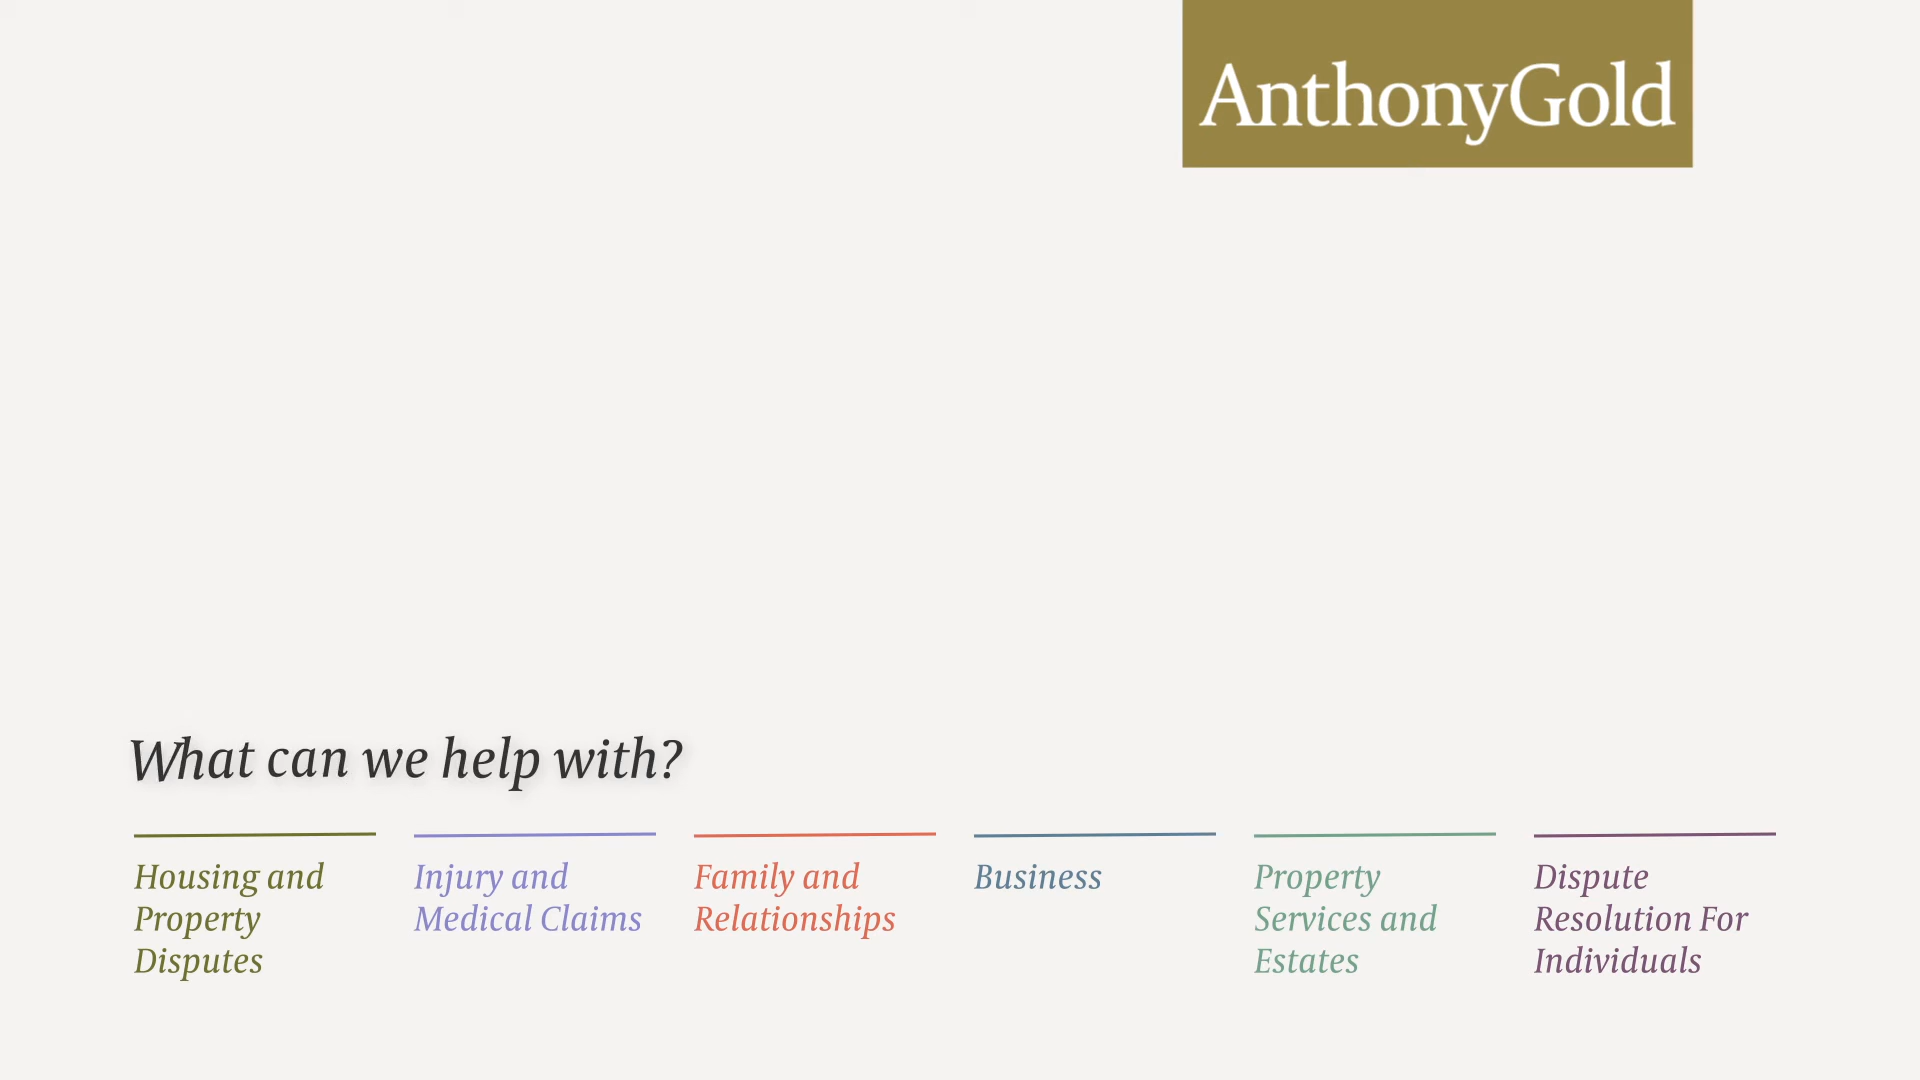 AnthonyGold
What can we help with?
Housing and
Property
Disputes
Injury and
Medical Claims
Family and
Relationships
Business
Property
Services and
Estates
Dispute
Resolution For
Individuals